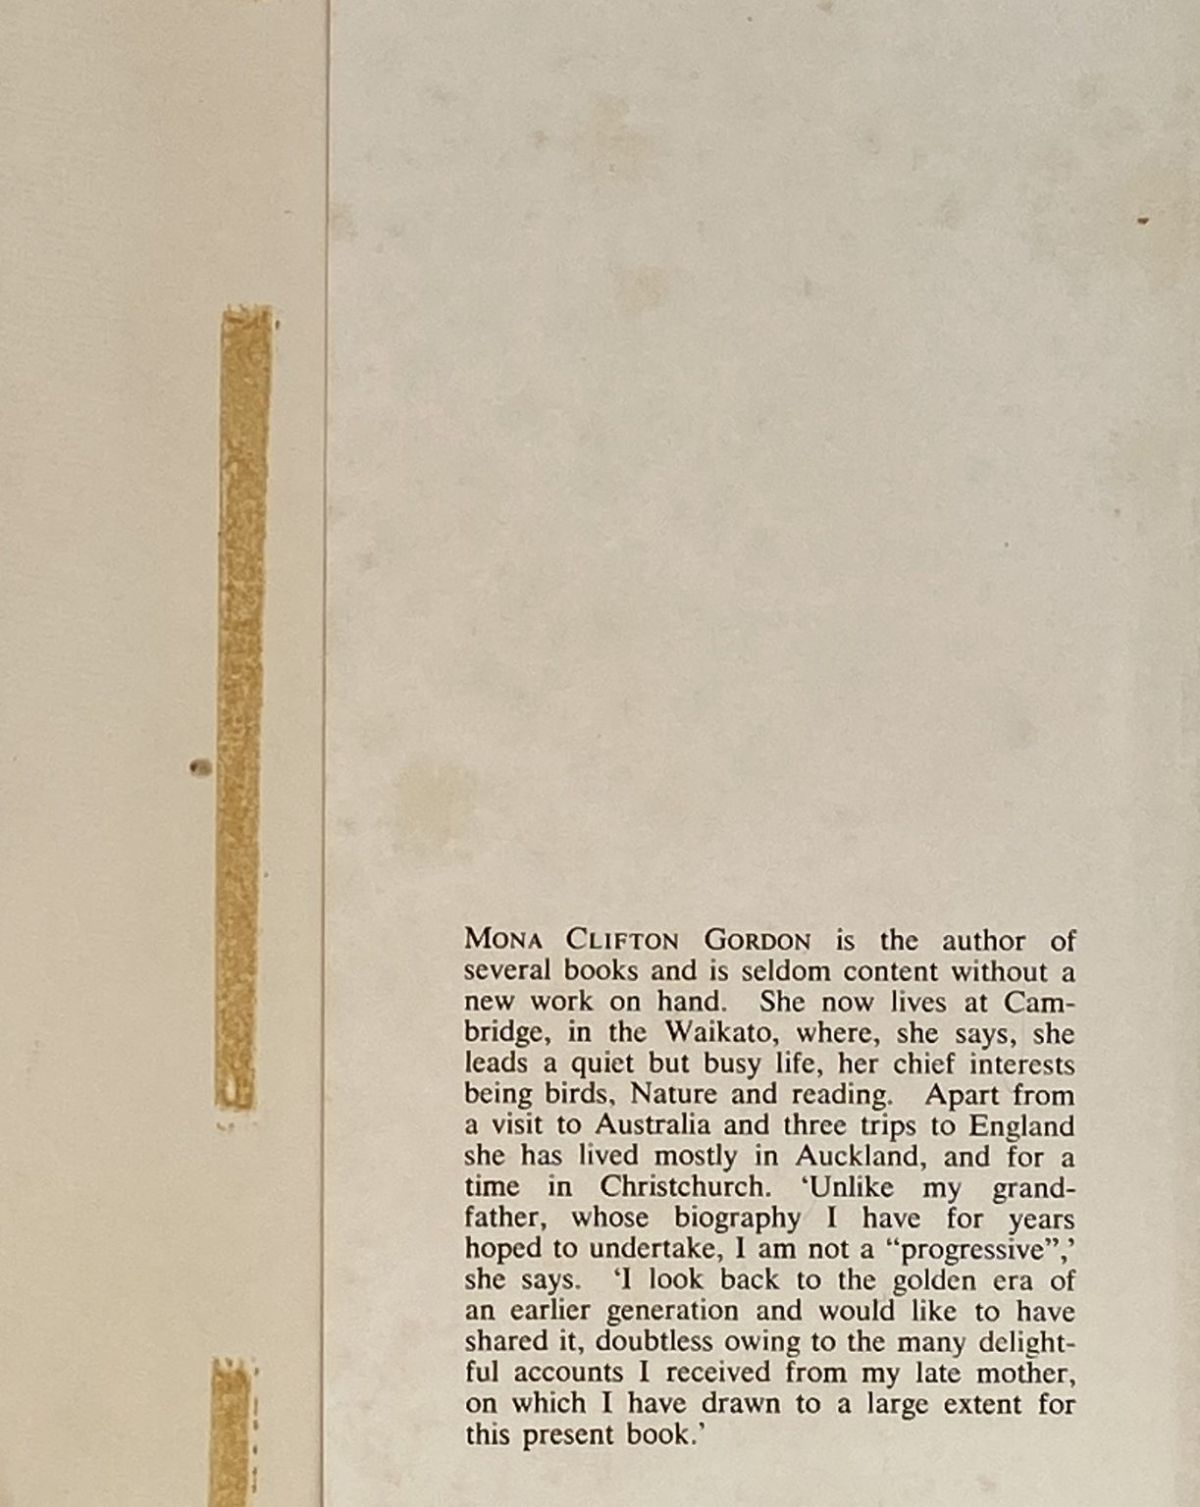 MONA CLIFTON GORDON is the author of
several books and is seldom content without a
new work on hand. She now lives at Cam-
bridge, in the Waikato, where, she says, she
leads a quiet but busy life, her chief interests
being birds, Nature and reading. Apart from
a visit to Australia and three trips to England
she has lived mostly in Auckland, and for a
time in Christchurch. ‘Unlike my grand-
father, whose biography I have for years
hoped to undertake, I am not a “progressive”,’
she says. ‘I look back to the golden era of
an earlier generation and would like to have
shared it, doubtless owing to the many delight-
ful accounts I received from my late mother,
on which I have drawn to a large extent for
this present book.’